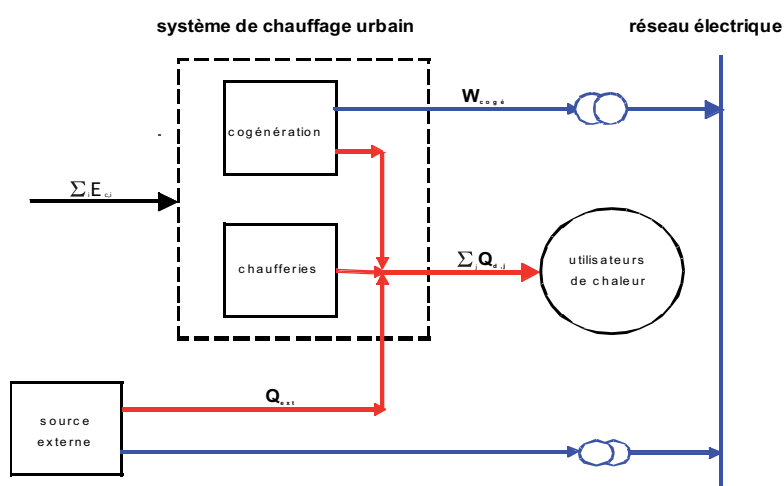 système de chauffage urbain
réseau électrique
W cogé
cogénération
∑ i E c,i
chaufferies
∑ j Q d,j
utilisateurs
de chaleur
Q ext
source
externe